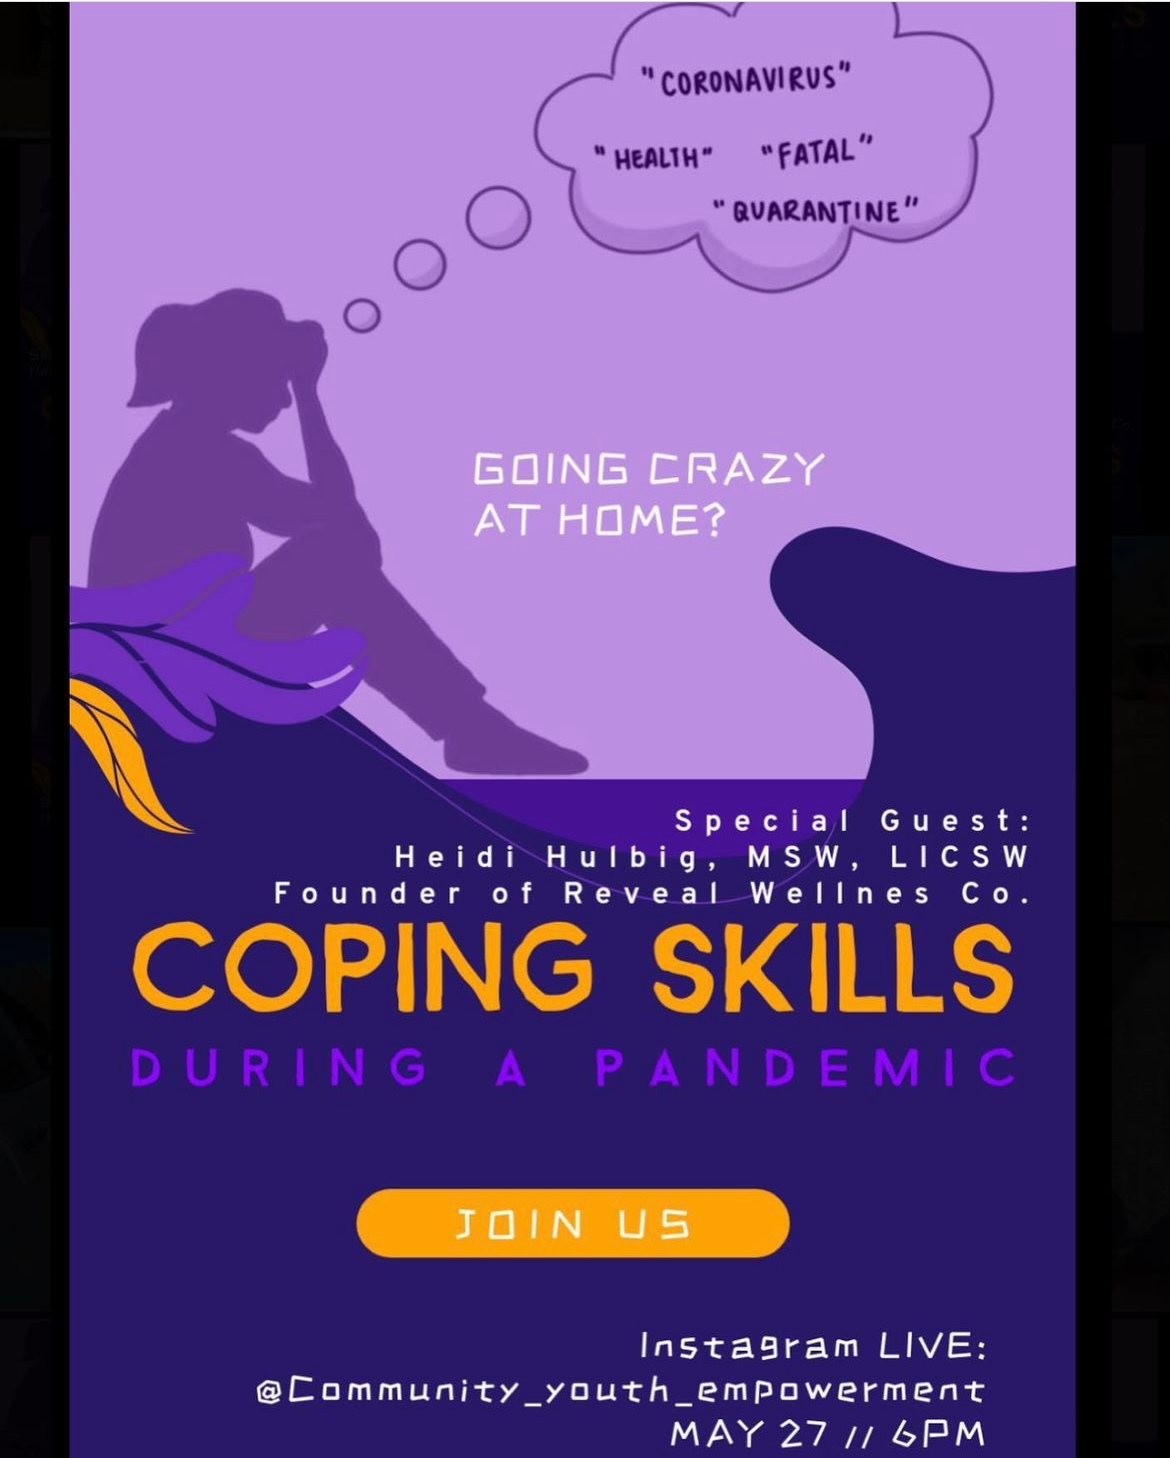 "CORONAVIRUS"
"HEALTH" "FATAL"
"QUARANTINE"
GOING CRAZY
AT HOME?
Special Guest:
Heidi Hulbig, MSW, LICSW
Founder of Reveal Wellnes Co.
COPING SKILLS
DURING A PANDEMIC
JOIN US
Instagram LIVE:
@Community_youth_empowerment
MAY 27 // 6PM